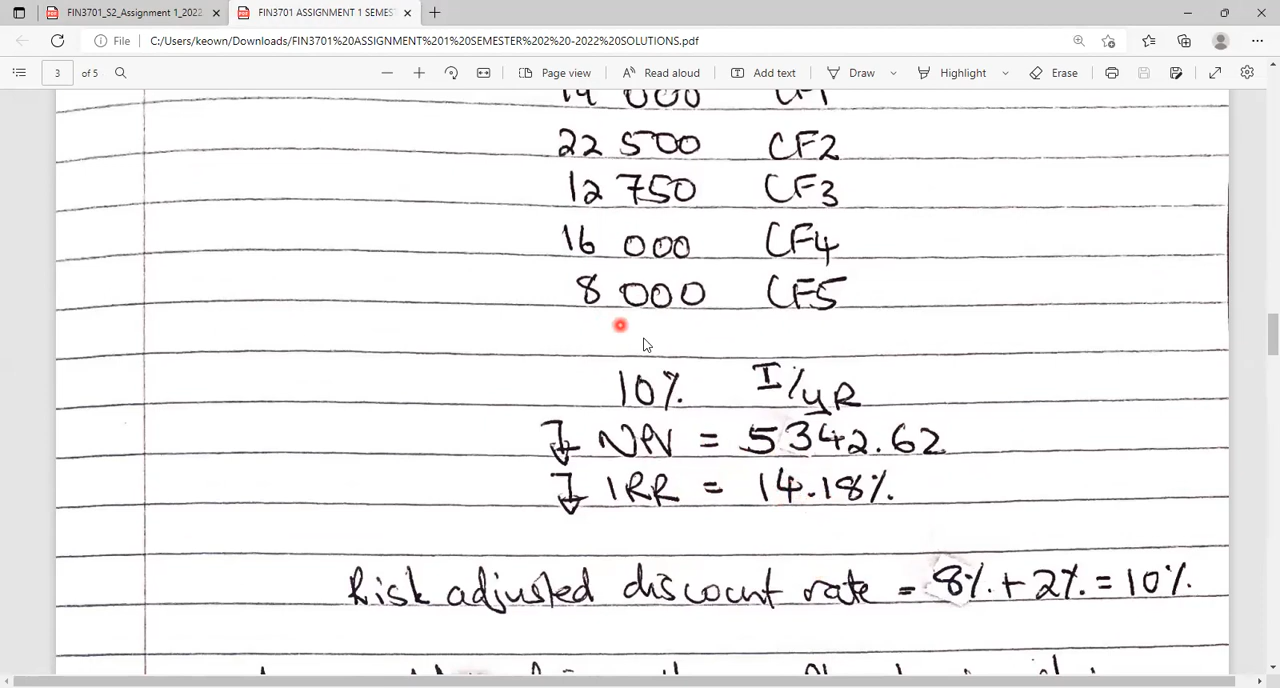 FIN3701_S2_Assignment 1_2022
FIN3701 ASSIGNMENT 1 SEMES
File C:/Users/keown/Downloads/FIN3701%20ASSIGNMENT%201%20SEMESTER%202%20-2022%20SOLUTIONS.pdf
3 of 5 Page view Read aloud Add text Draw Highlight Erase
000 CF1
22 500 CF2
12 750 CF3
16 000 CF4
8 000 CF5
10% I/YR
NPV = 5342.62
IRR = 14.18%
Risk adjusted discount rate = 8% + 2% = 10%